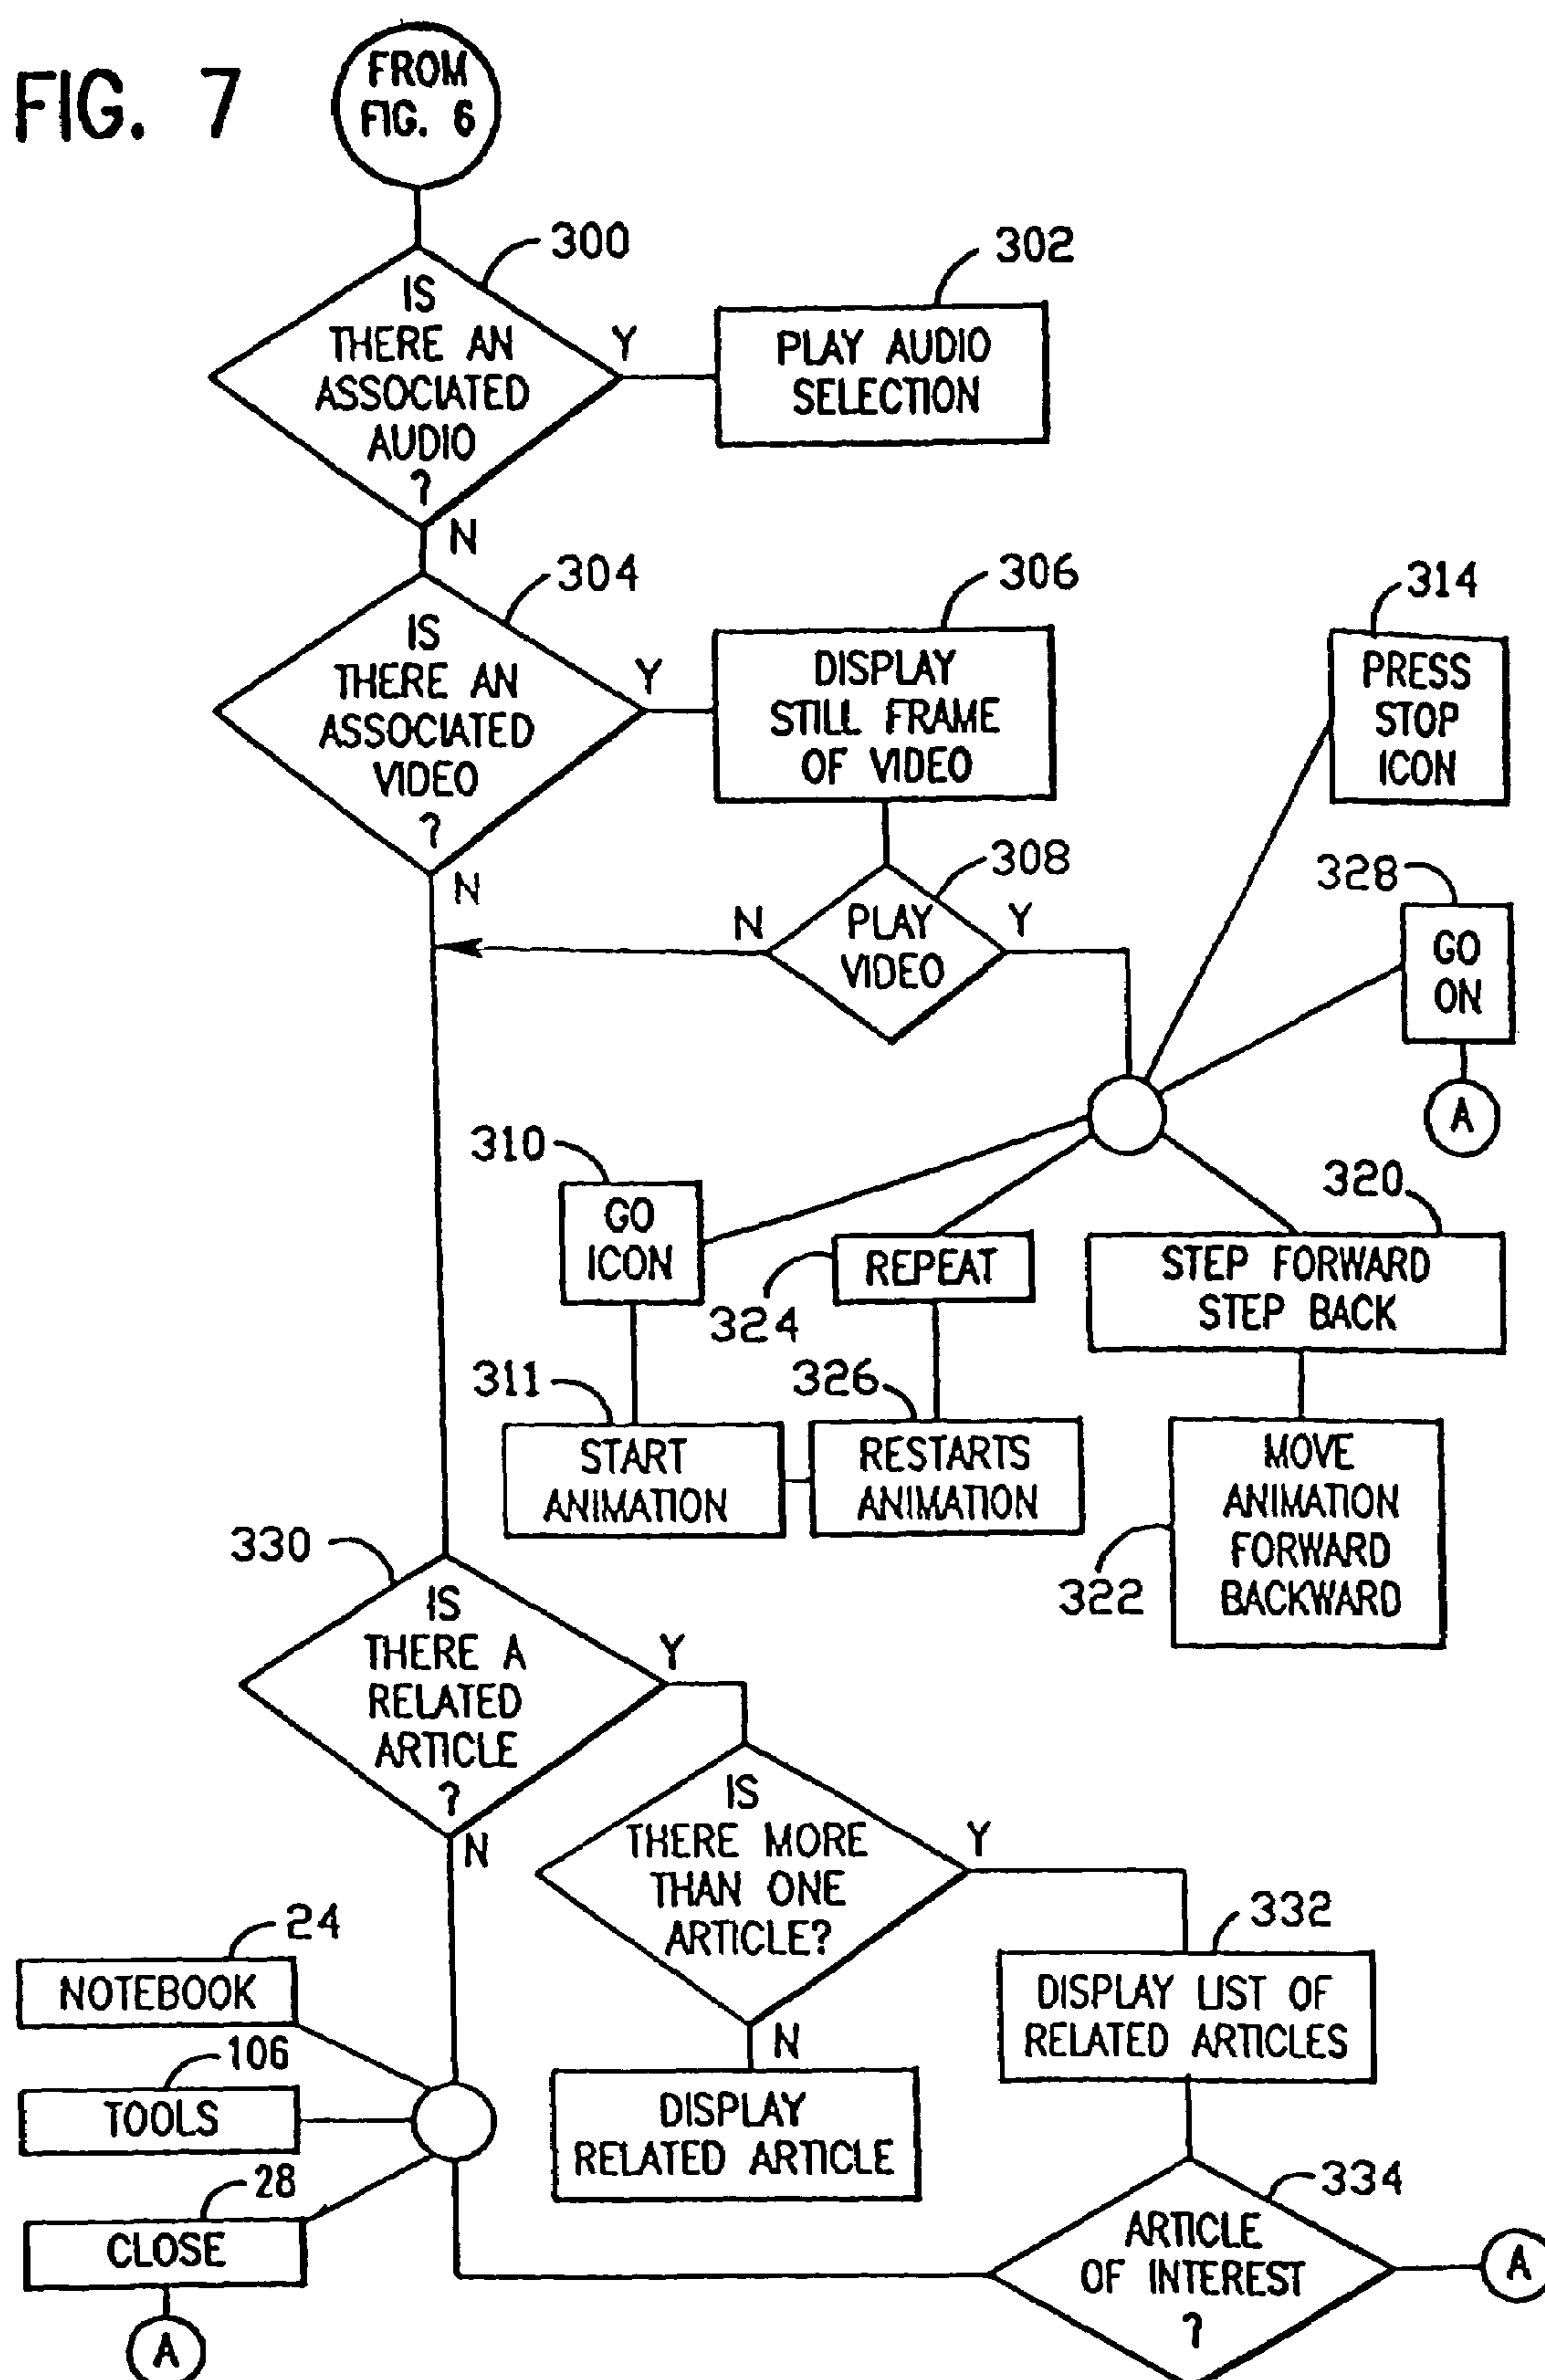 FIG. 7
FROM
FIG. 6
300
IS
THERE AN
ASSOCIATED
AUDIO
?
Y
302
PLAY AUDIO
SELECTION
N
304
IS
THERE AN
ASSOCIATED
VIDEO
?
Y
306
DISPLAY
STILL FRAME
OF VIDEO
314
PRESS
STOP
ICON
N
308
N
PLAY
VIDEO
Y
328
GO
ON
A
310
GO
ICON
324
REPEAT
320
STEP FORWARD
STEP BACK
311
START
ANIMATION
326
RESTARTS
ANIMATION
322
MOVE
ANIMATION
FORWARD
BACKWARD
330
IS
THERE A
RELATED
ARTICLE
?
Y
N
IS
THERE MORE
THAN ONE
ARTICLE?
Y
N
332
DISPLAY LIST OF
RELATED ARTICLES
24
NOTEBOOK
106
TOOLS
28
CLOSE
A
DISPLAY
RELATED ARTICLE
334
ARTICLE
OF INTEREST
?
A